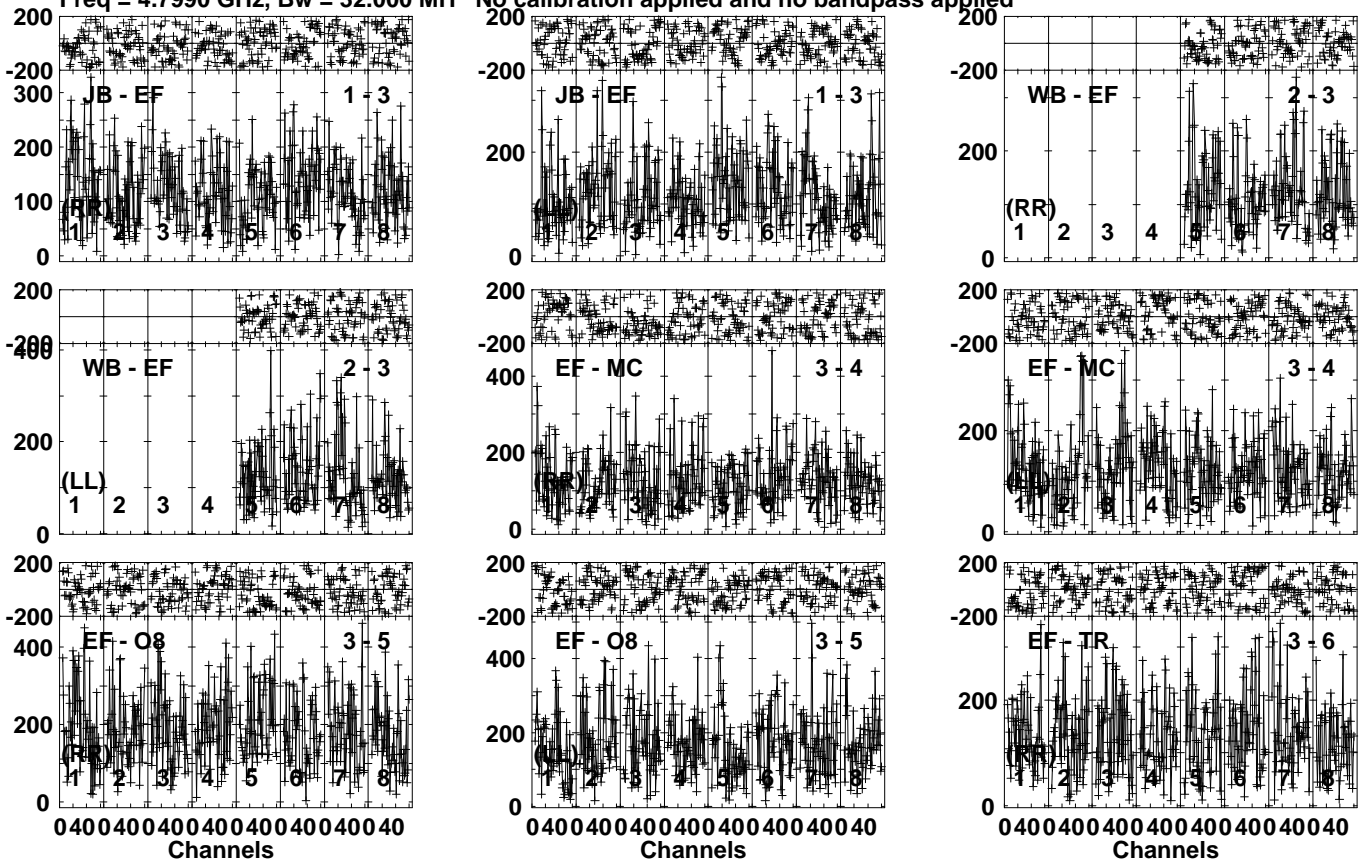 Freq = 4.7990 GHz, Bw = 32.000 MH No calibration applied and no bandpass applied
200 200 200
-200 -200 -200
300 JB - EF 1 - 3 JB - EF 1 - 3 WB - EF 2 - 3
200 200 200
100
(RR) (LL) (RR)
1 2 3 4 5 6 7 8 1 2 3 4 5 6 7 8 1 2 3 4 5 6 7 8
0 0 0
200 200 200
-200 -200 -200
400 WB - EF 2 - 3 400 EF - MC 3 - 4 EF - MC 3 - 4
200 200 200
(LL) (RR) (LL)
1 2 3 4 5 6 7 8 1 2 3 4 5 6 7 8 1 2 3 4 5 6 7 8
0 0 0
200 200 200
-200 -200 -200
400 EF - O8 3 - 5 400 EF - O8 3 - 5 EF - TR 3 - 6
200 200 200
(RR) (LL) (RR)
1 2 3 4 5 6 7 8 1 2 3 4 5 6 7 8 1 2 3 4 5 6 7 8
0 0 0
0 40 0 40 0 40 0 40 0 40 0 40 0 40 0 40 0 40 0 40 0 40 0 40 0 40 0 40 0 40 0 40 0 40 0 40 0 40 0 40 0 40 0 40 0 40 0 40
Channels Channels Channels